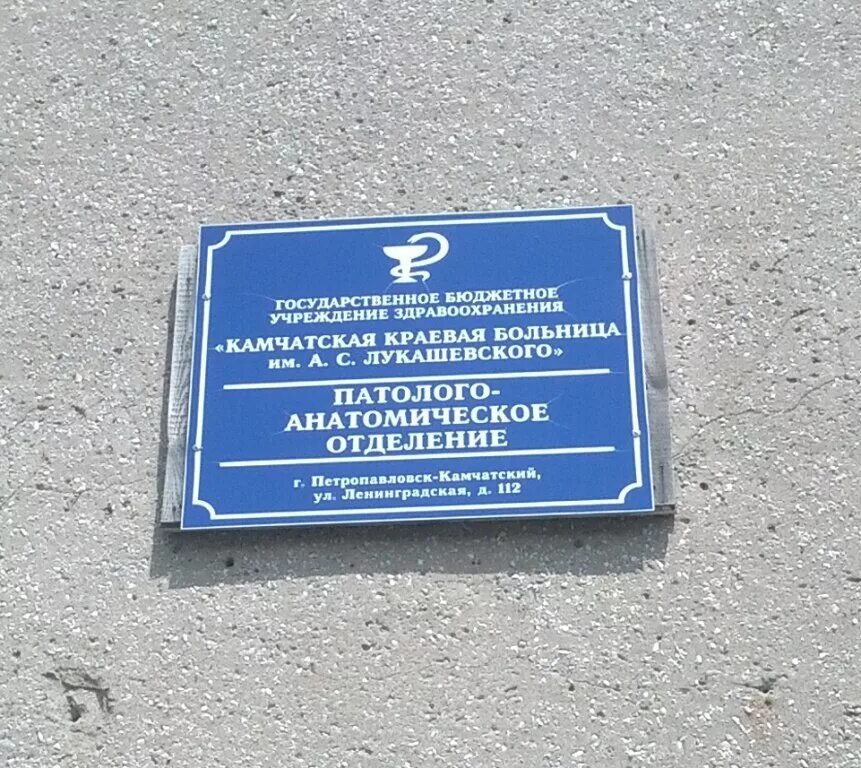 ГОСУДАРСТВЕННОЕ БЮДЖЕТНОЕ
УЧРЕЖДЕНИЕ ЗДРАВООХРАНЕНИЯ
«КАМЧАТСКАЯ КРАЕВАЯ БОЛЬНИЦА
им. А. С. ЛУКАШЕВСКОГО»
ПАТОЛОГО-
АНАТОМИЧЕСКОЕ
ОТДЕЛЕНИЕ
г. Петропавловск-Камчатский,
ул. Ленинградская, д. 112